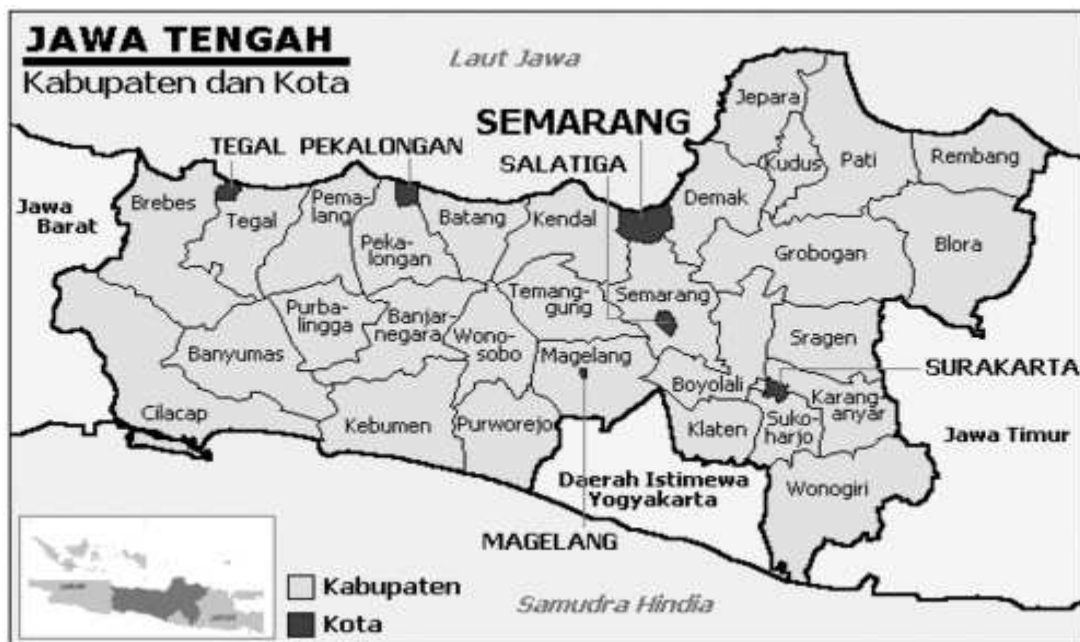 JAWA TENGAH
Kabupaten dan Kota
Laut Jawa
Jepara
SEMARANG
TEGAL
PEKALONGAN
SALATIGA
Kudus
Pati
Rembang
Brebes
Pema-
lang
Demak
Jawa
Barat
Tegal
Batang
Kendal
Peka-
longan
Grobogan
Blora
Temang-
gung
Semarang
Purba-
lingga
Banjar-
negara
Wono-
sobo
Sragen
Banyumas
Magelang
SURAKARTA
Boyolali
Karang-
anyar
Cilacap
Kebumen
Purworejo
Klaten
Suko-
harjo
Jawa Timur
Daerah Istimewa
Yogyakarta
Wonogiri
MAGELANG
Kabupaten
Kota
Samudra Hindia